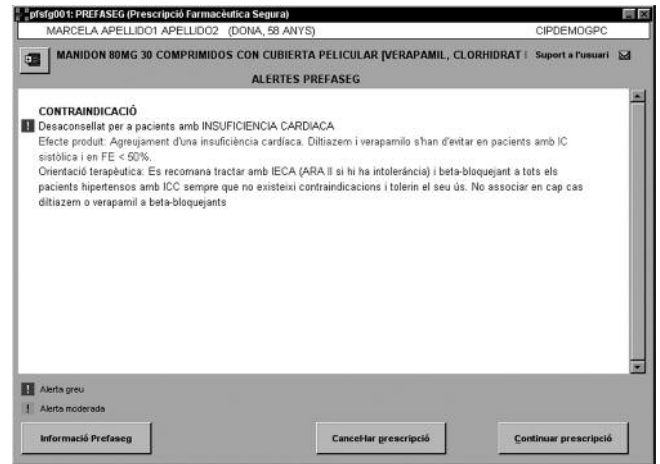 pfsfg001: PREFASEG (Prescripció Farmacèutica Segura)
MARCELA APELLIDO1 APELLIDO2 (DONA, 58 ANYS) CIPDEMOGPC
MANIDON 80MG 30 COMPRIMIDOS CON CUBIERTA PELICULAR [VERAPAMIL, CLORHIDRAT Suport a l'usuari
ALERTES PREFASEG
CONTRAINDICACIÓ
! Desaconsellat per a pacients amb INSUFICIENCIA CARDIACA
Efecte produït: Agreujament d'una insuficiència cardíaca. Diltiazem i verapamilo s'han d'evitar en pacients amb IC
sistòlica i en FE < 50%.
Orientació terapèutica: Es recomana tractar amb IECA (ARA II si hi ha intolerància) i beta-bloquejant a tots els
pacients hipertensos amb ICC sempre que no existeixi contraindicacions i tolerin el seu ús. No associar en cap cas
diltiazem o verapamil a beta-bloquejants
! Alerta greu
! Alerta moderada
Informació Prefaseg Cancel·lar prescripció Continuar prescripció